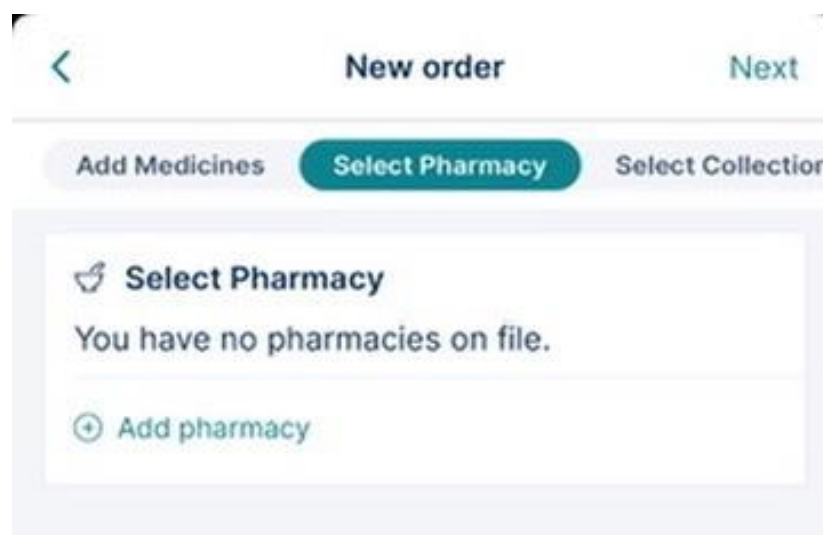 New order Next
Add Medicines Select Pharmacy Select Collection
Select Pharmacy
You have no pharmacies on file.
Add pharmacy